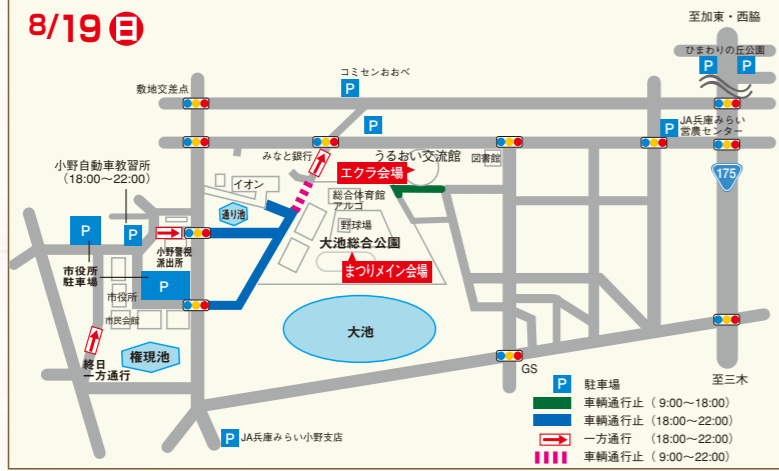 8/19 日
至加東・西脇
ひまわりの丘公園
P
P
コミセンおおべ
P
敷地交差点
P
P
JA兵庫みらい
営農センター
みなと銀行
うるおい交流館
図書館
エクラ会場
175
小野自動車教習所
(18:00〜22:00)
イオン
総合体育館
アルゴ
通り池
野球場
P
P
小野警視
派出所
大池総合公園
まつりメイン会場
市役所
駐車場
P
市役所
市民会館
大池
権現池
終日
一方通行
GS
至三木
P
JA兵庫みらい小野支店
P 駐車場
車輌通行止(9:00〜18:00)
車輌通行止(18:00〜22:00)
一方通行 (18:00〜22:00)
車輌通行止(9:00〜22:00)